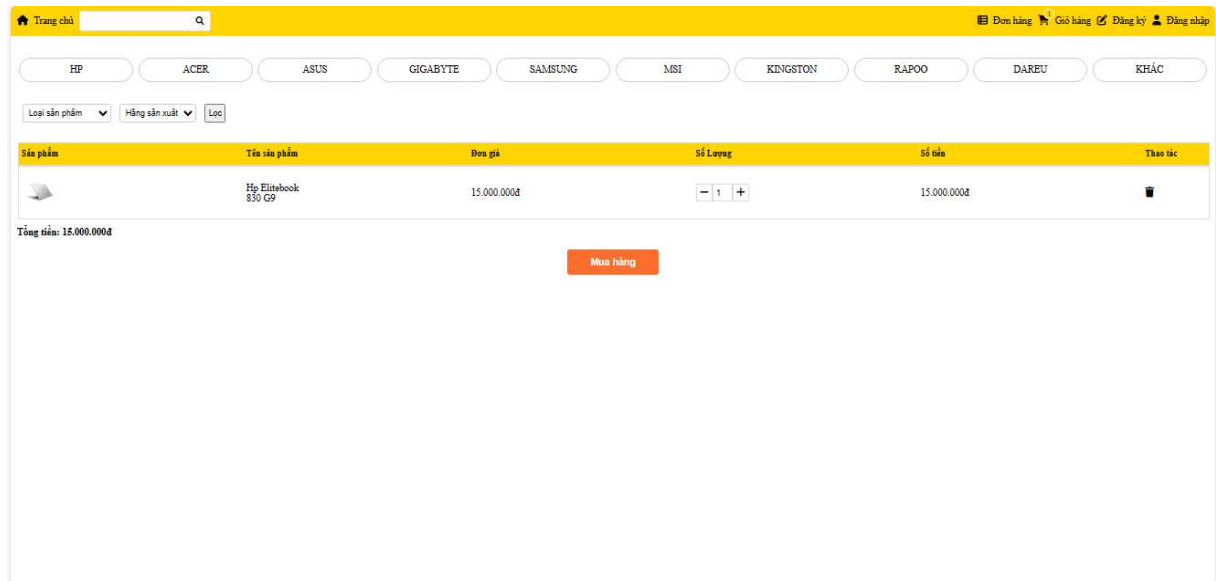 Trang chủ
Đơn hàng 1 Giỏ hàng Đăng ký Đăng nhập
HP ACER ASUS GIGABYTE SAMSUNG MSI KINGSTON RAPOO DAREU KHÁC
Loại sản phẩm Hãng sản xuất Lọc
Sản phẩm Tên sản phẩm Đơn giá Số Lượng Số tiền Thao tác
Hp Elitebook
830 G9
15.000.000đ 1 15.000.000đ
Tổng tiền: 15.000.000đ
Mua hàng